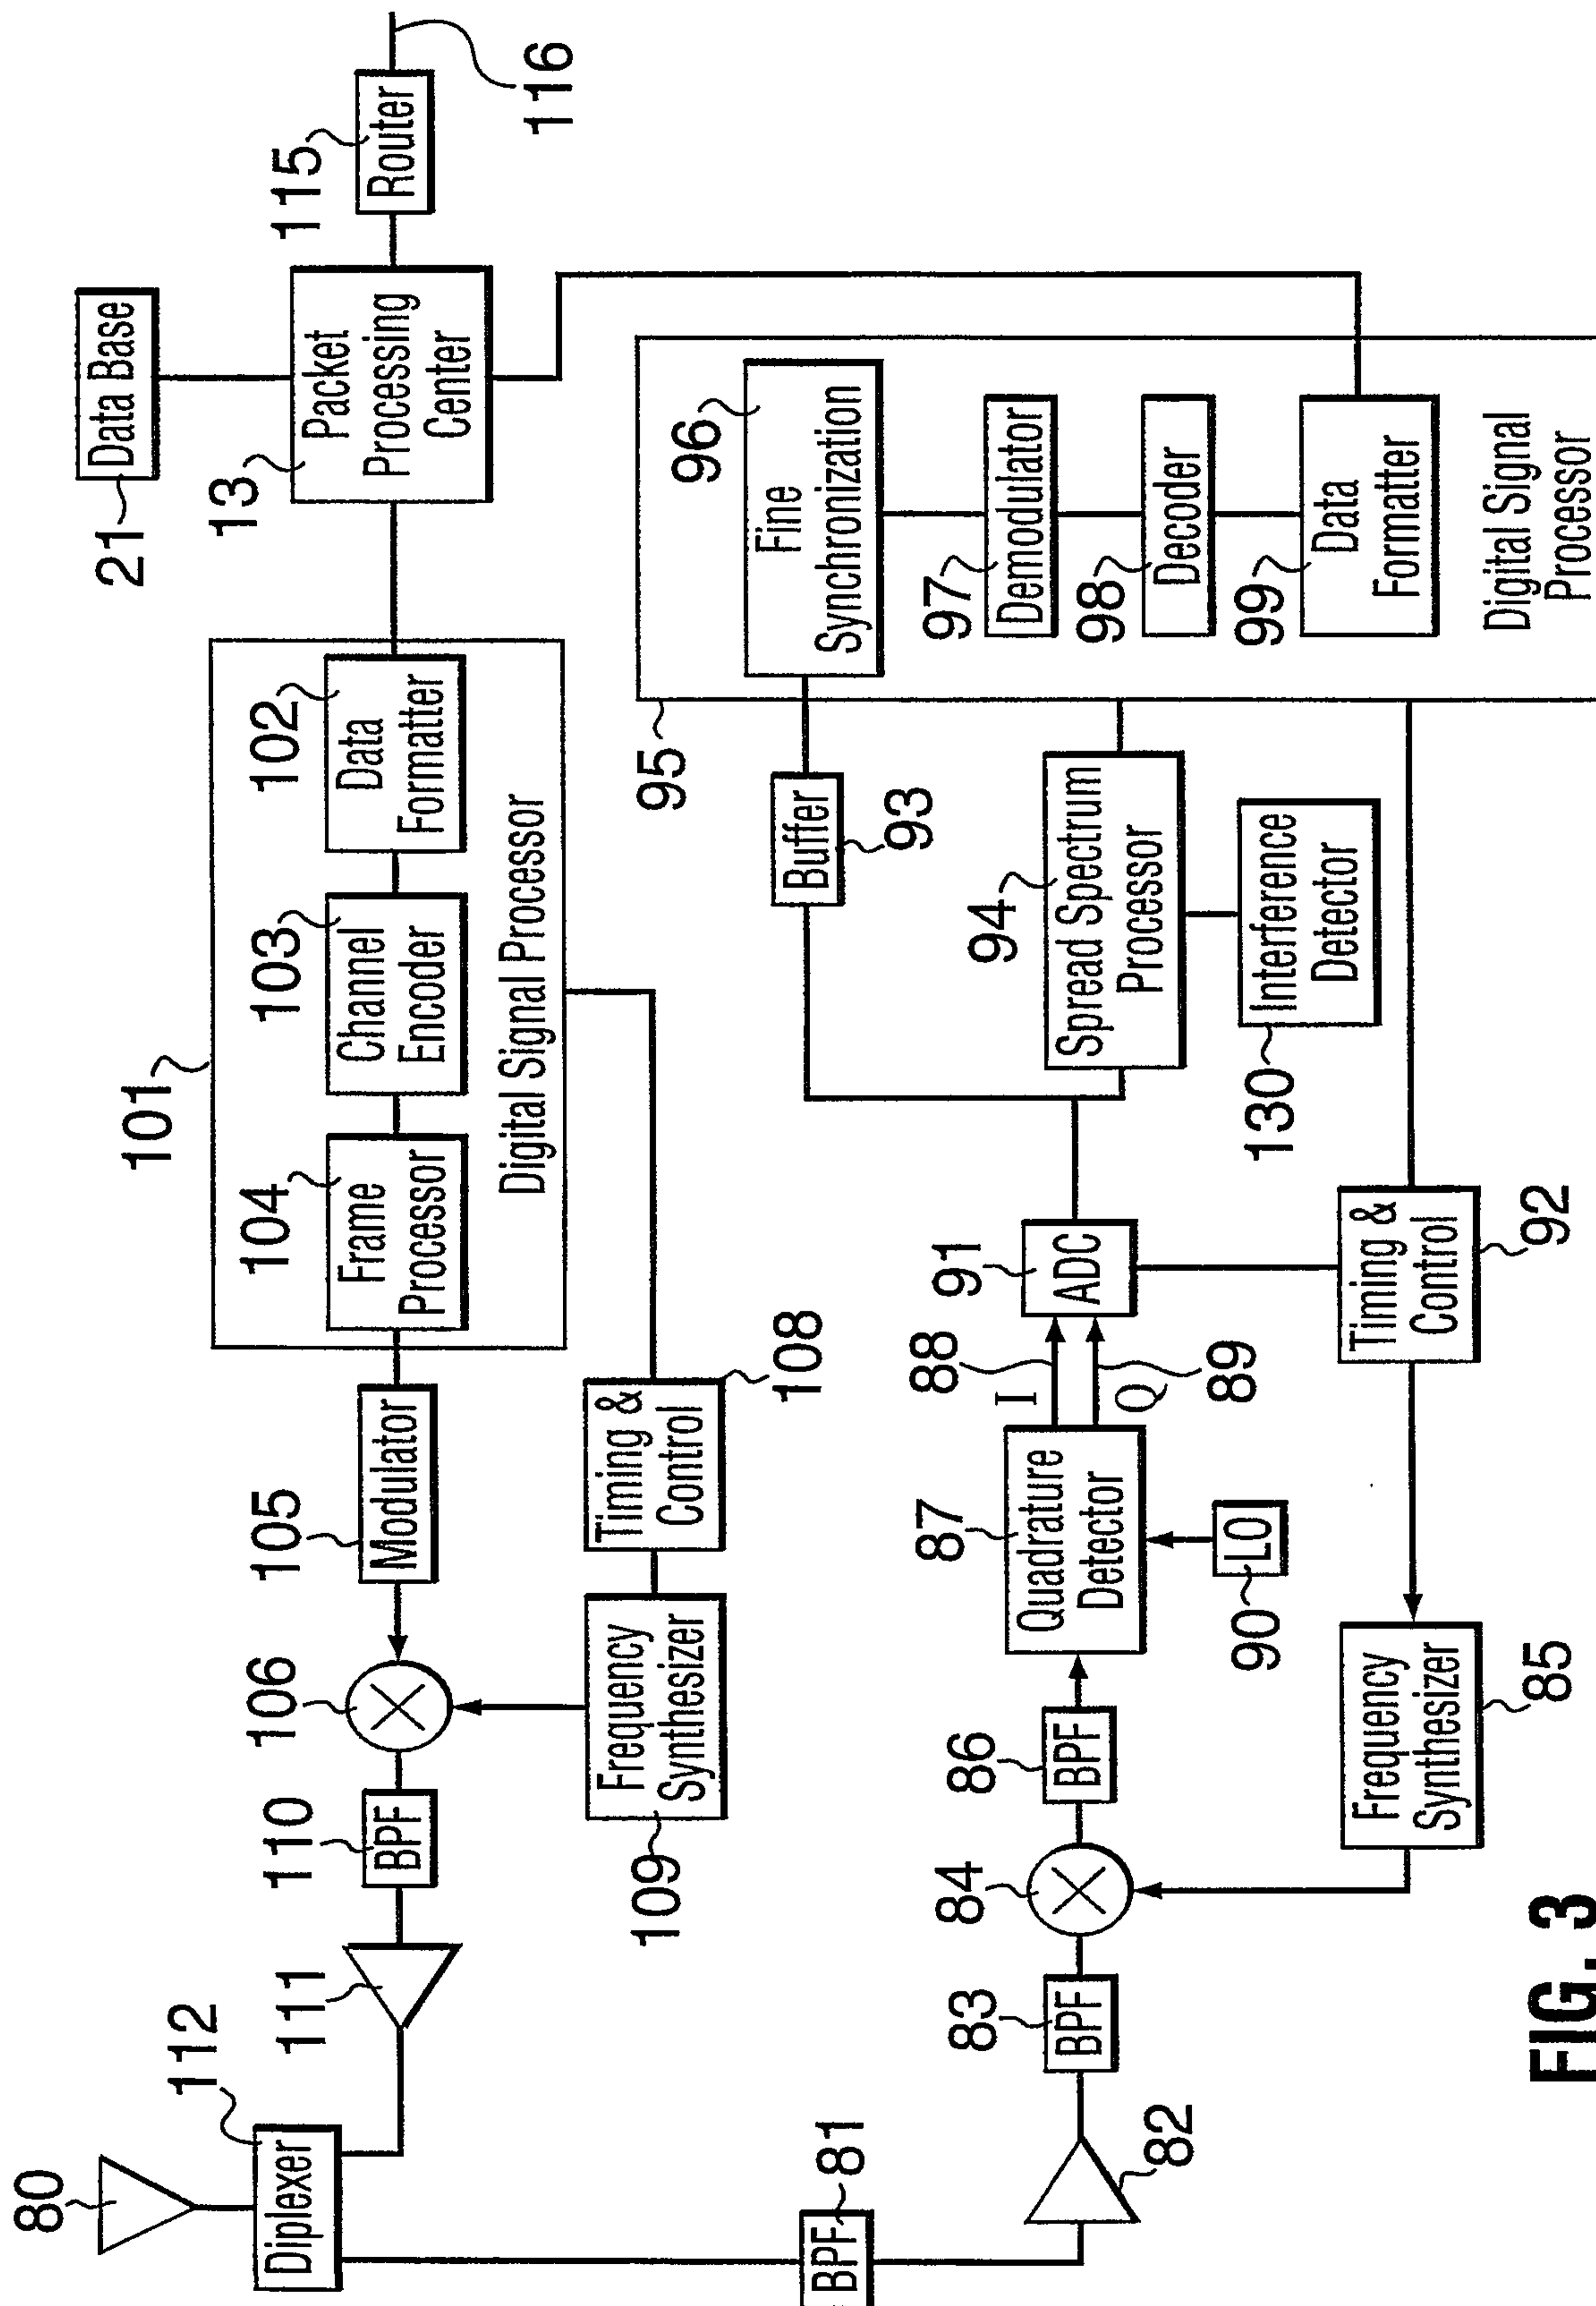 80
112
Diplexer
111
110
BPF
106
105
Modulator
101
104
Frame
Processor
103
Channel
Encoder
102
Data
Formatter
Digital Signal Processor
21
Data Base
13
Packet
Processing
Center
115
Router
116
109
Frequency
Synthesizer
Timing &
Control
108
81
BPF
82
83
BPF
84
86
BPF
87
Quadrature
Detector
90
LO
88
I
Q
89
91
ADC
Buffer
93
94
Spread Spectrum
Processor
130
Interference
Detector
95
96
Fine
Synchronization
97
Demodulator
98
Decoder
99
Data
Formatter
Digital Signal
Processor
Timing &
Control
92
Frequency
Synthesizer
85
FIG. 3